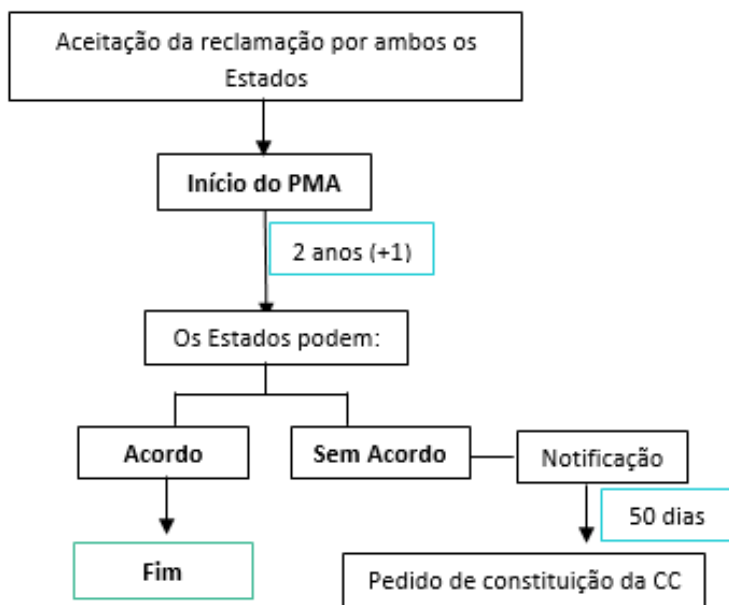 Aceitação da reclamação por ambos os
Estados
Início do PMA
2 anos (+1)
Os Estados podem:
Acordo
Sem Acordo
Notificação
50 dias
Fim
Pedido de constituição da CC